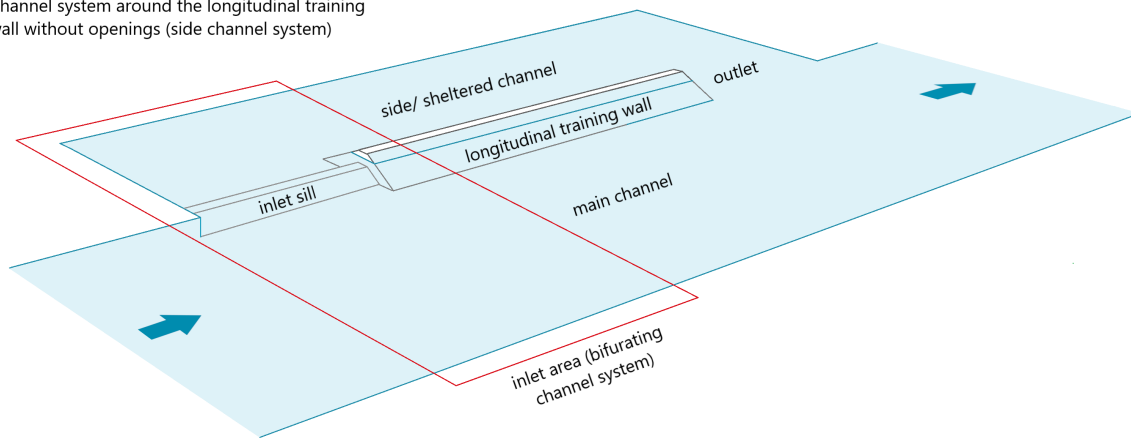 hannel system around the longitudinal training
wall without openings (side channel system)
side/ sheltered channel
outlet
longitudinal training wall
inlet sill
main channel
inlet area (bifurating
channel system)